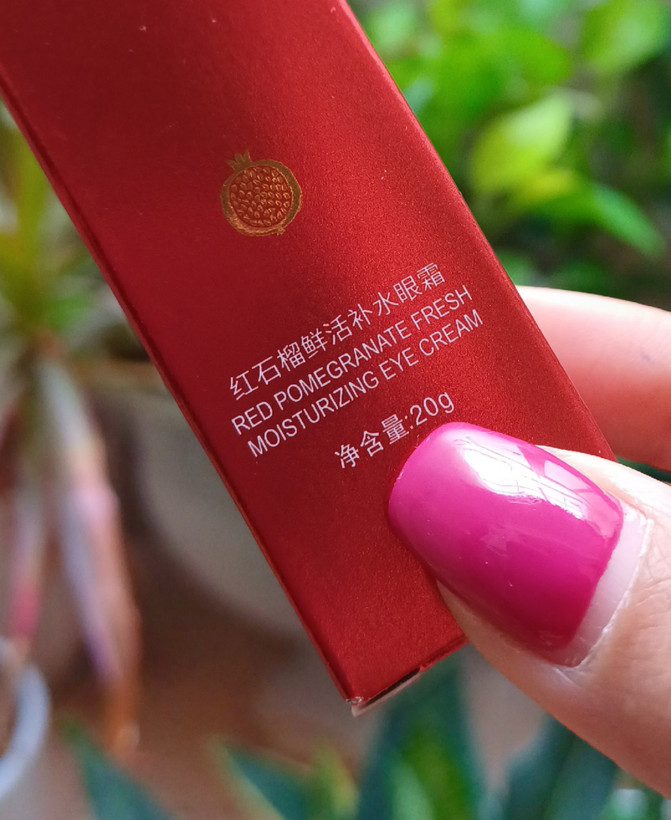 红石榴鲜活补水眼霜
RED POMEGRANATE FRESH
MOISTURIZING EYE CREAM
净含量:20g